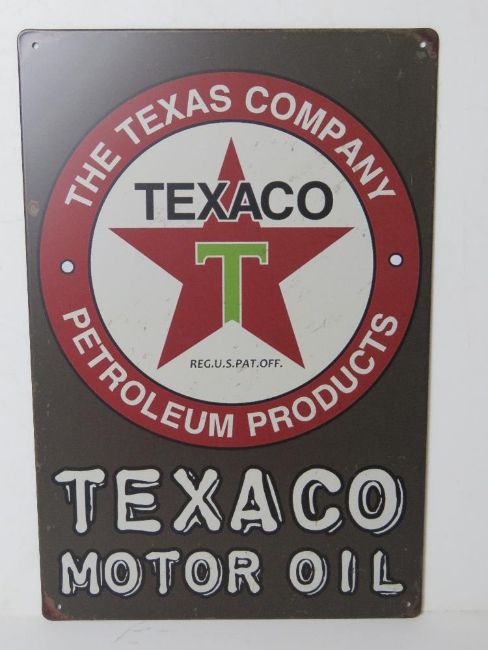 THE TEXAS COMPANY
TEXACO
T
REG.U.S.PAT.OFF.
PETROLEUM PRODUCTS
TEXACO
MOTOR OIL